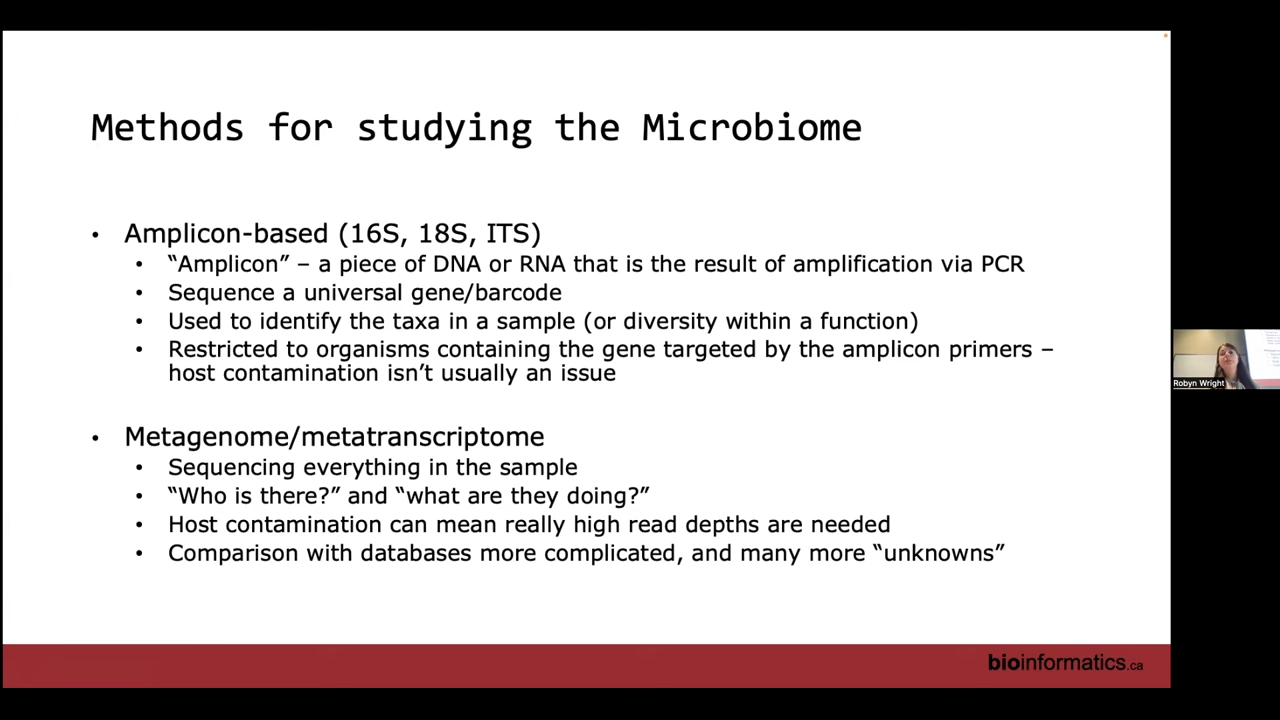 Methods for studying the Microbiome
• Amplicon-based (16S, 18S, ITS)
• “Amplicon” – a piece of DNA or RNA that is the result of amplification via PCR
• Sequence a universal gene/barcode
• Used to identify the taxa in a sample (or diversity within a function)
• Restricted to organisms containing the gene targeted by the amplicon primers –
host contamination isn’t usually an issue
• Metagenome/metatranscriptome
• Sequencing everything in the sample
• “Who is there?” and “what are they doing?”
• Host contamination can mean really high read depths are needed
• Comparison with databases more complicated, and many more “unknowns”
bioinformatics.ca
Robyn Wright